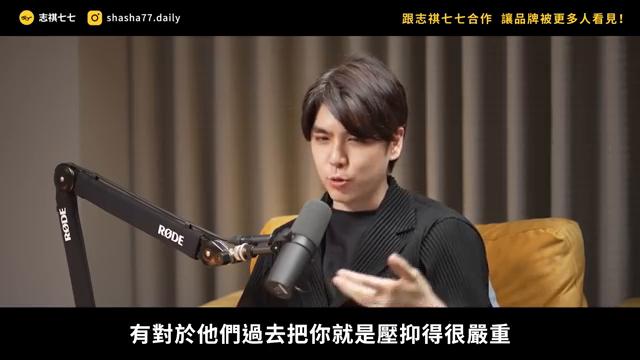 志祺七七
shasha77.daily
跟志祺七七合作 讓品牌被更多人看見!
RØDE
RØDE
有對於他們過去把你就是壓抑得很嚴重